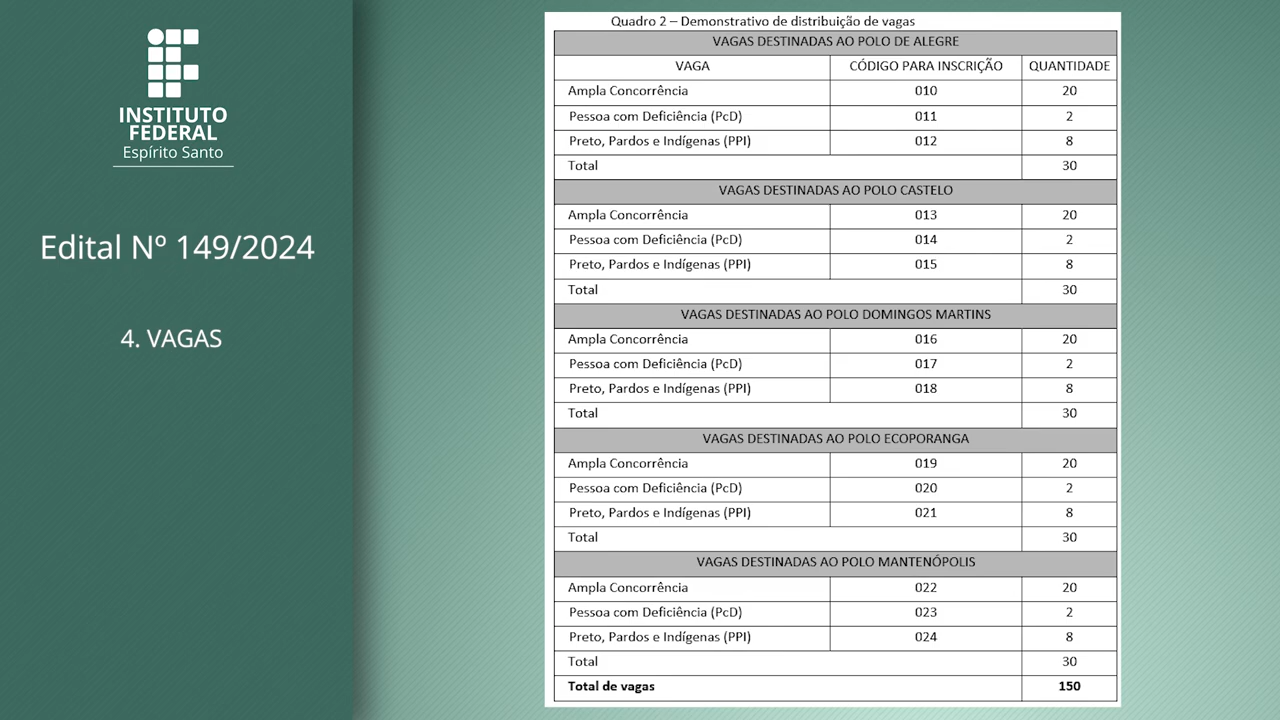 INSTITUTO
FEDERAL
Espírito Santo
Edital Nº 149/2024
4. VAGAS
Quadro 2 – Demonstrativo de distribuição de vagas
VAGAS DESTINADAS AO POLO DE ALEGRE
VAGA CÓDIGO PARA INSCRIÇÃO QUANTIDADE
Ampla Concorrência 010 20
Pessoa com Deficiência (PcD) 011 2
Preto, Pardos e Indígenas (PPI) 012 8
Total 30
VAGAS DESTINADAS AO POLO CASTELO
Ampla Concorrência 013 20
Pessoa com Deficiência (PcD) 014 2
Preto, Pardos e Indígenas (PPI) 015 8
Total 30
VAGAS DESTINADAS AO POLO DOMINGOS MARTINS
Ampla Concorrência 016 20
Pessoa com Deficiência (PcD) 017 2
Preto, Pardos e Indígenas (PPI) 018 8
Total 30
VAGAS DESTINADAS AO POLO ECOPORANGA
Ampla Concorrência 019 20
Pessoa com Deficiência (PcD) 020 2
Preto, Pardos e Indígenas (PPI) 021 8
Total 30
VAGAS DESTINADAS AO POLO MANTENÓPOLIS
Ampla Concorrência 022 20
Pessoa com Deficiência (PcD) 023 2
Preto, Pardos e Indígenas (PPI) 024 8
Total 30
Total de vagas 150